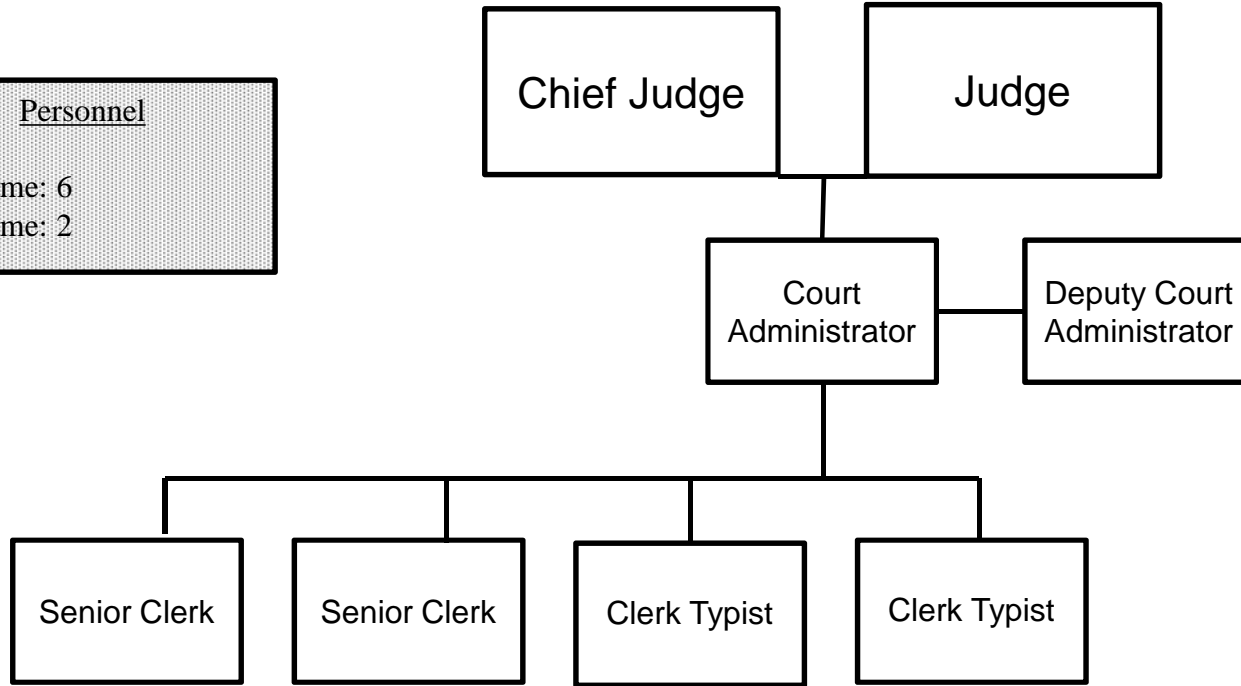 Chief Judge
Judge
Personnel
me: 6
me: 2
Court
Administrator
Deputy Court
Administrator
Senior Clerk
Senior Clerk
Clerk Typist
Clerk Typist